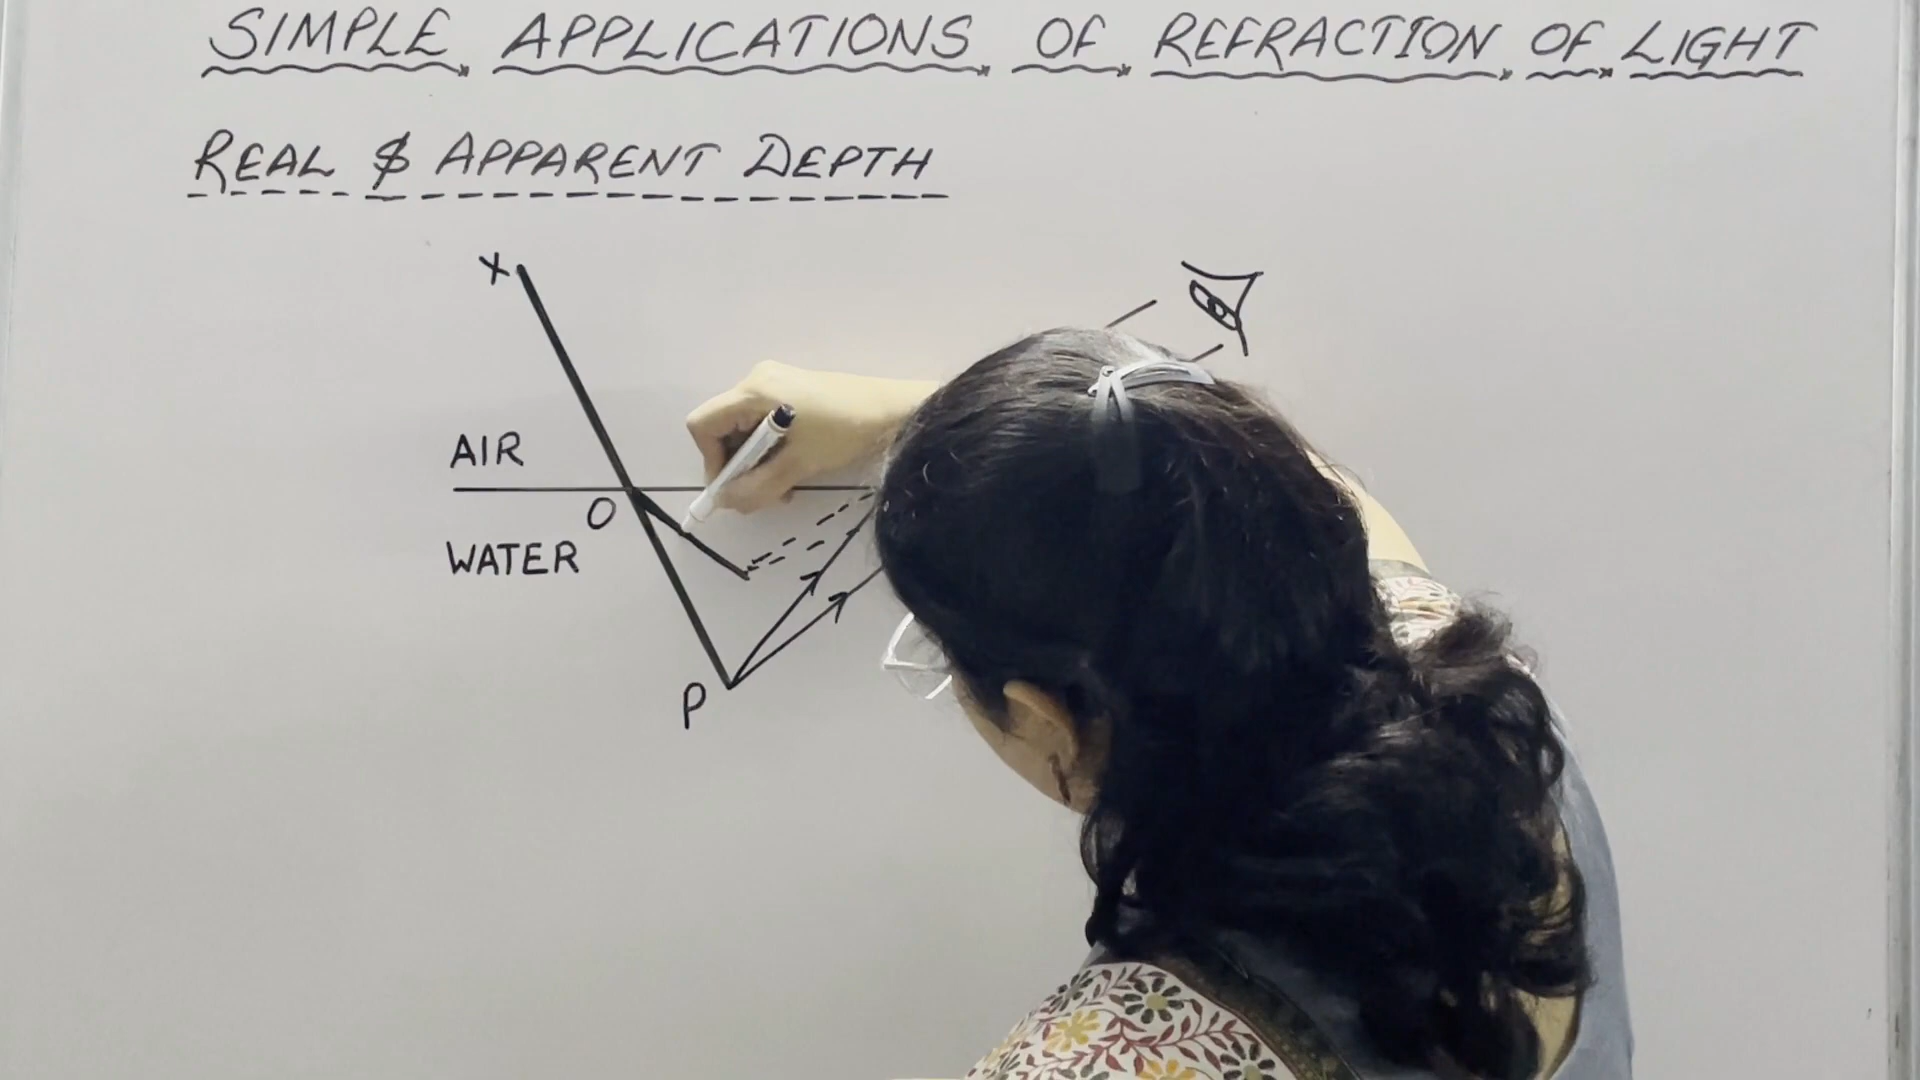 SIMPLE APPLICATIONS OF REFRACTION OF LIGHT
REAL & APPARENT DEPTH
X
AIR
O
WATER
P